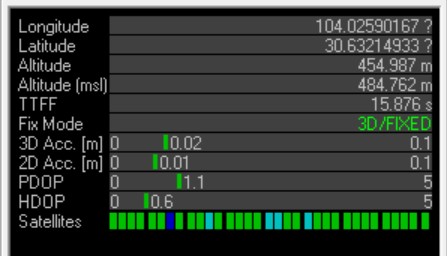 Longitude 104.02590167 ?
Latitude 30.63214933 ?
Altitude 454.987 m
Altitude (msl) 484.762 m
TTFF 15.876 s
Fix Mode 3D/FIXED
3D Acc. [m] 0 0.02 0.1
2D Acc. [m] 0 0.01 0.1
PDOP 0 1.1 5
HDOP 0 0.6 5
Satellites